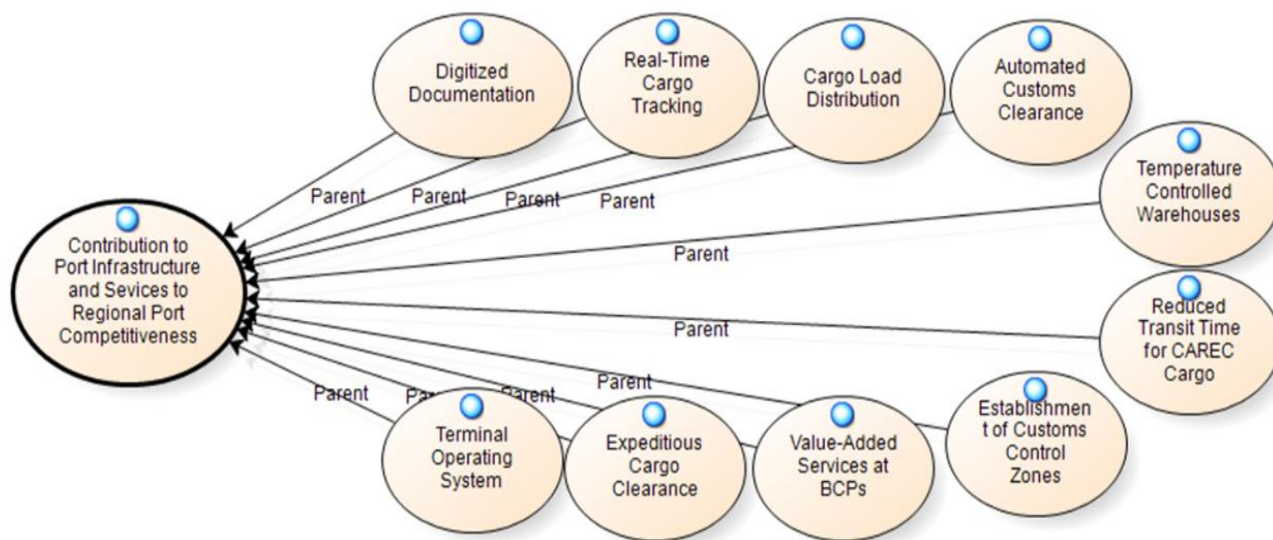 Digitized
Documentation
Real-Time
Cargo
Tracking
Cargo Load
Distribution
Automated
Customs
Clearance
Temperature
Controlled
Warehouses
Parent
Parent
Parent
Parent
Parent
Contribution to
Port Infrastructure
and Sevices to
Regional Port
Competitiveness
Reduced
Transit Time
for CAREC
Cargo
Parent
Parent
Parent
Parent
Terminal
Operating
System
Expeditious
Cargo
Clearance
Value-Added
Services at
BCPs
Establishmen
t of Customs
Control
Zones